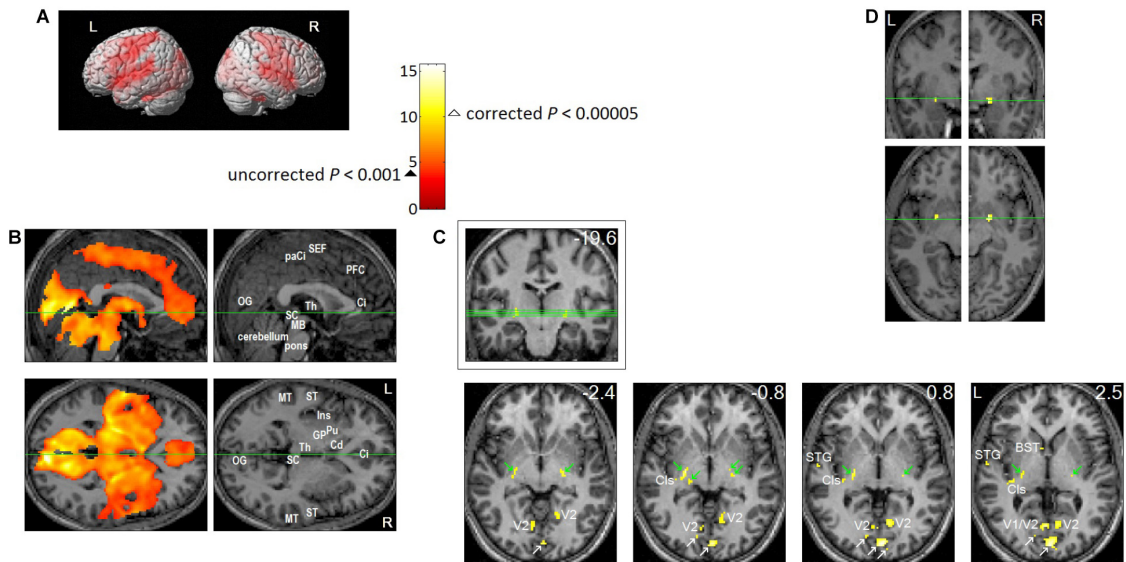 A
L
R
15
10
5
0
corrected P < 0.00005
uncorrected P < 0.001
D
L
R
B
SEF
paCi
PFC
OG
Th
Ci
SC
MB
cerebellum
pons
L
MT
ST
Ins
GP
Pu
Cd
Th
OG
SC
Ci
ST
MT
R
C
-19.6
-2.4
V2
-0.8
Cls
V2
0.8
STG
Cls
V2
V2
2.5
L
BST
STG
Cls
V1/V2
V2